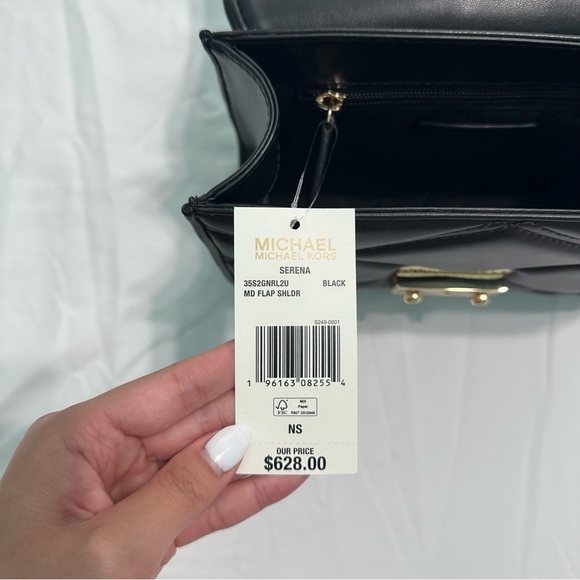 MICHAEL
MICHAEL KORS
SERENA
35S2GNRL2U BLACK
MD FLAP SHLDR
S249-0001
1 96163 08255 4
FSC
MIX
Paper
NS
OUR PRICE
$628.00